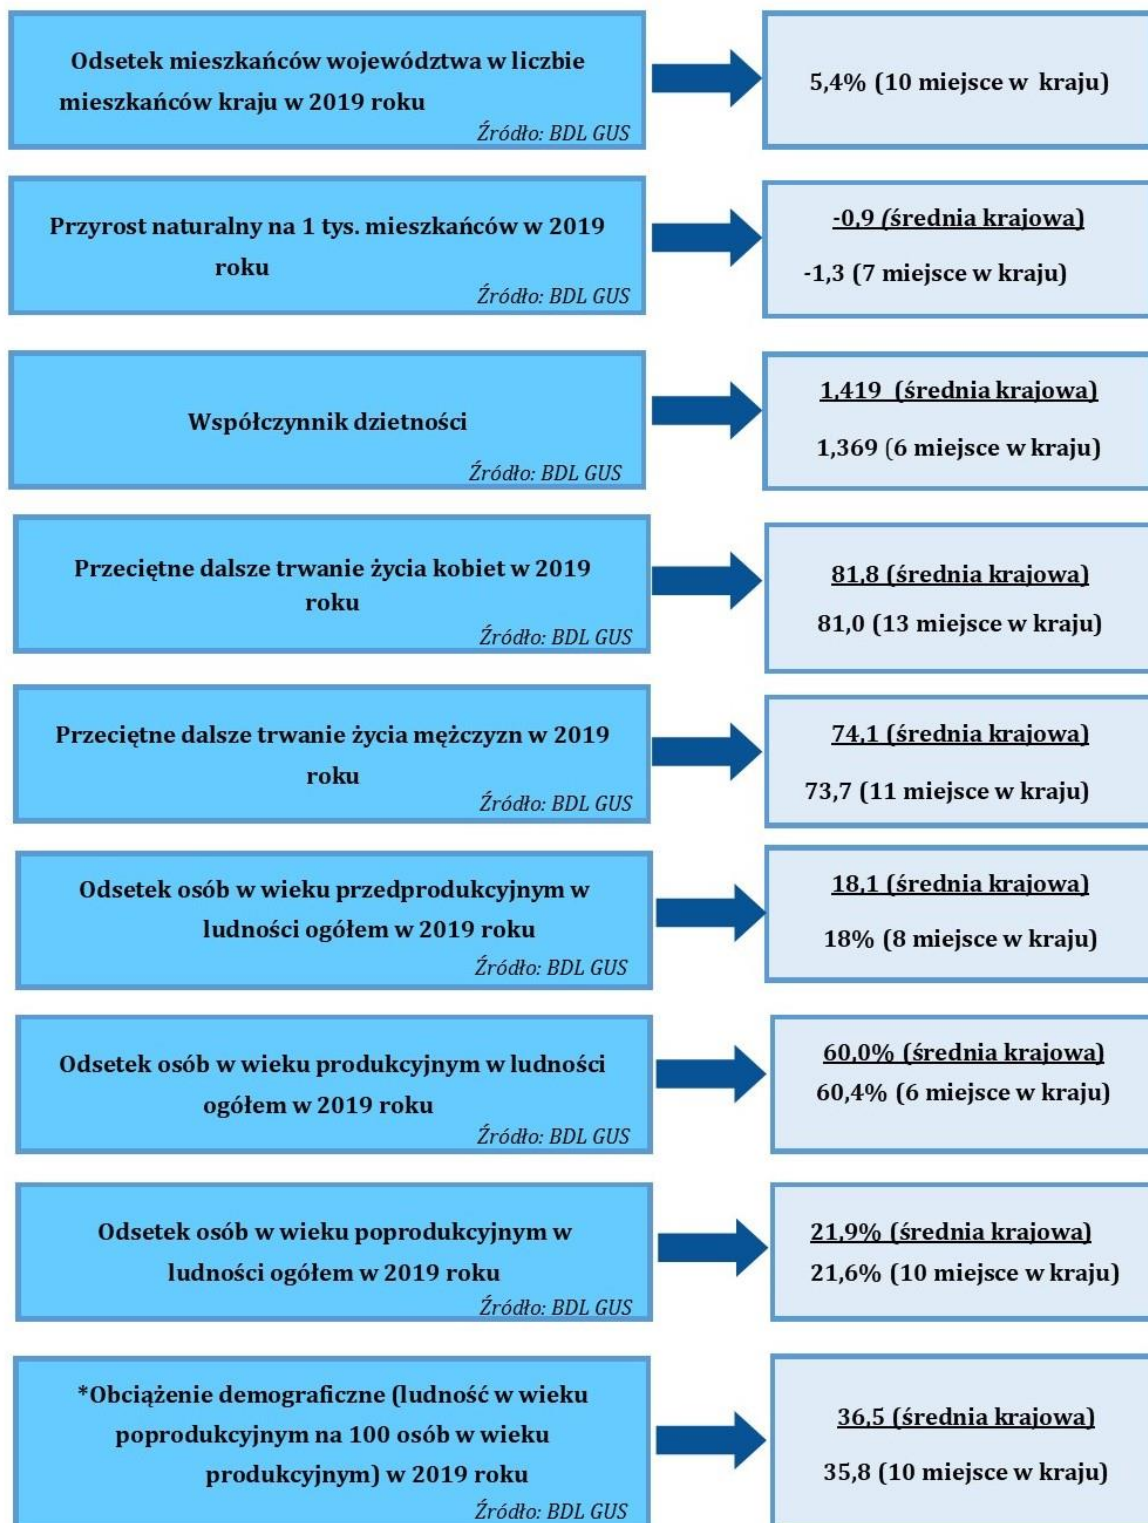 Odsetek mieszkańców województwa w liczbie
mieszkańców kraju w 2019 roku
Źródło: BDL GUS
5,4% (10 miejsce w kraju)
Przyrost naturalny na 1 tys. mieszkańców w 2019
roku
Źródło: BDL GUS
-0,9 (średnia krajowa)
-1,3 (7 miejsce w kraju)
Współczynnik dzietności
Źródło: BDL GUS
1,419 (średnia krajowa)
1,369 (6 miejsce w kraju)
Przeciętne dalsze trwanie życia kobiet w 2019
roku
Źródło: BDL GUS
81,8 (średnia krajowa)
81,0 (13 miejsce w kraju)
Przeciętne dalsze trwanie życia mężczyzn w 2019
roku
Źródło: BDL GUS
74,1 (średnia krajowa)
73,7 (11 miejsce w kraju)
Odsetek osób w wieku przedprodukcyjnym w
ludności ogółem w 2019 roku
Źródło: BDL GUS
18,1 (średnia krajowa)
18% (8 miejsce w kraju)
Odsetek osób w wieku produkcyjnym w ludności
ogółem w 2019 roku
Źródło: BDL GUS
60,0% (średnia krajowa)
60,4% (6 miejsce w kraju)
Odsetek osób w wieku poprodukcyjnym w
ludności ogółem w 2019 roku
Źródło: BDL GUS
21,9% (średnia krajowa)
21,6% (10 miejsce w kraju)
*Obciążenie demograficzne (ludność w wieku
poprodukcyjnym na 100 osób w wieku
produkcyjnym) w 2019 roku
Źródło: BDL GUS
36,5 (średnia krajowa)
35,8 (10 miejsce w kraju)